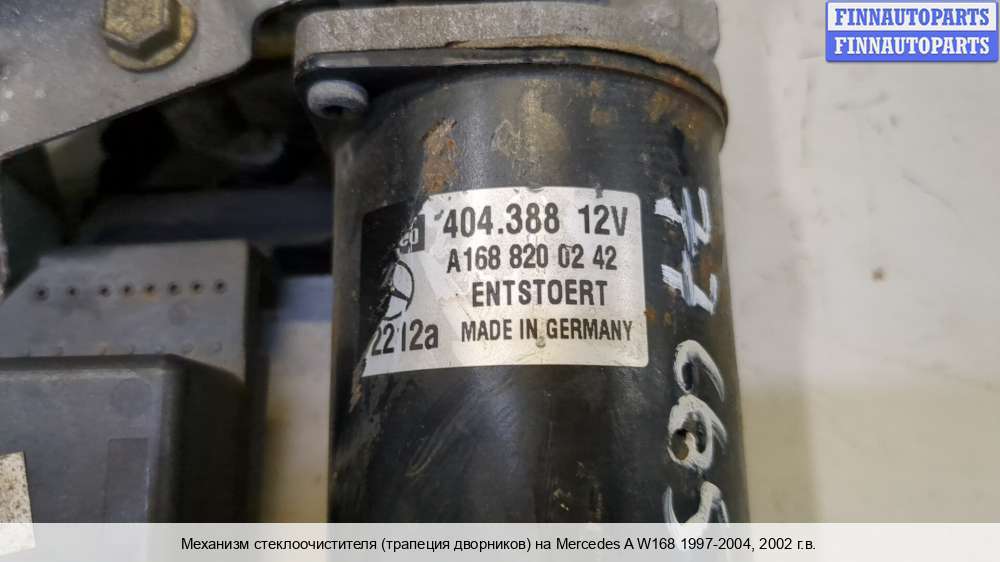 FINNAUTOPARTS
FINNAUTOPARTS
404.388 12V
A168 820 02 42
ENTSTOERT
2212a MADE IN GERMANY
Механизм стеклоочистителя (трапеция дворников) на Mercedes A W168 1997-2004, 2002 г.в.